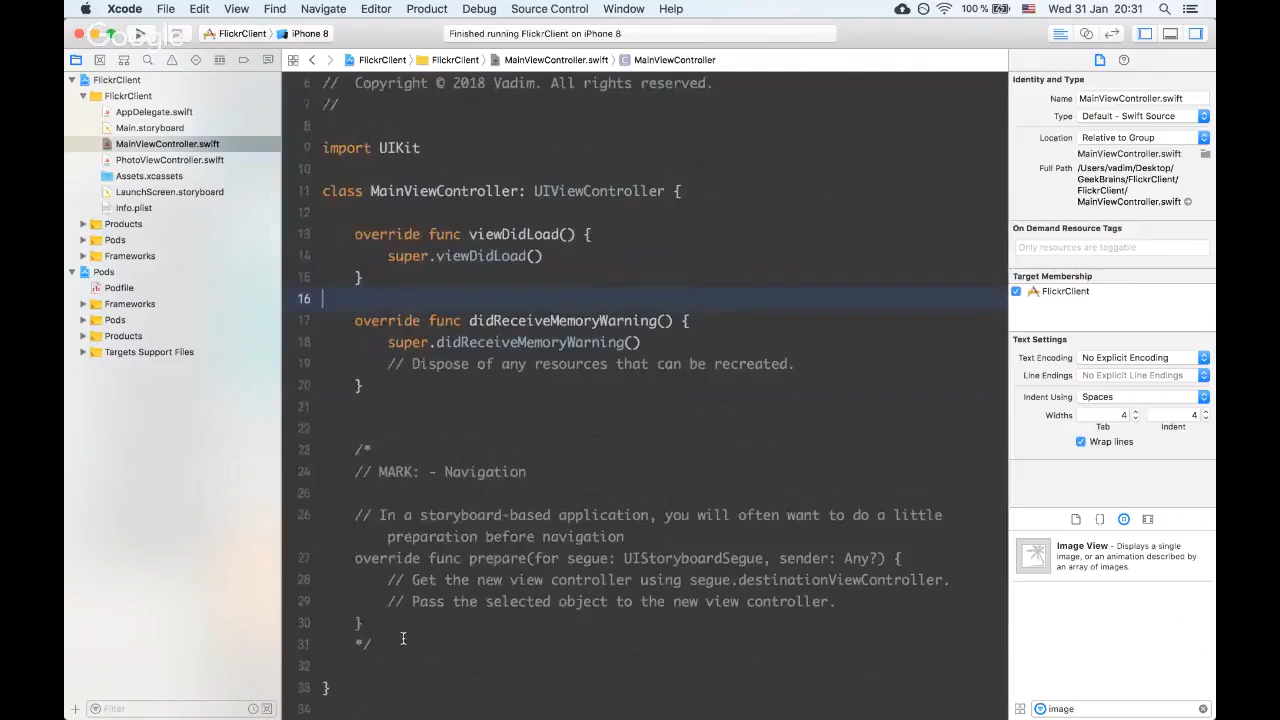 Xcode File Edit View Find Navigate Editor Product Debug Source Control Window Help 100 % Wed 31 Jan 20:31
Google
FlickrClient iPhone 8
Finished running FlickrClient on iPhone 8
FlickrClient FlickrClient MainViewController.swift MainViewController
FlickrClient
FlickrClient
AppDelegate.swift
Main.storyboard
MainViewController.swift
PhotoViewController.swift
Assets.xcassets
LaunchScreen.storyboard
Info.plist
Products
Pods
Frameworks
Pods
Podfile
Frameworks
Pods
Products
Targets Support Files
Filter
6 // Copyright © 2018 Vadim. All rights reserved.
7 //
8
9 import UIKit
10
11 class MainViewController: UIViewController {
12
13 override func viewDidLoad() {
14 super.viewDidLoad()
15 }
16
17 override func didReceiveMemoryWarning() {
18 super.didReceiveMemoryWarning()
19 // Dispose of any resources that can be recreated.
20 }
21
22
23 /*
24 // MARK: - Navigation
26
26 // In a storyboard-based application, you will often want to do a little
preparation before navigation
27 override func prepare(for segue: UIStoryboardSegue, sender: Any?) {
28 // Get the new view controller using segue.destinationViewController.
29 // Pass the selected object to the new view controller.
30 }
31 */
32
33 }
34
Identity and Type
Name MainViewController.swift
Type Default - Swift Source
Location Relative to Group
MainViewController.swift
Full Path /Users/vadim/Desktop/
GeekBrains/FlickrClient/
FlickrClient/
MainViewController.swift
On Demand Resource Tags
Only resources are taggable
Target Membership
FlickrClient
Text Settings
Text Encoding No Explicit Encoding
Line Endings No Explicit Line Endings
Indent Using Spaces
Widths 4 4
Tab Indent
Wrap lines
Image View - Displays a single
image, or an animation described by
an array of images.
image